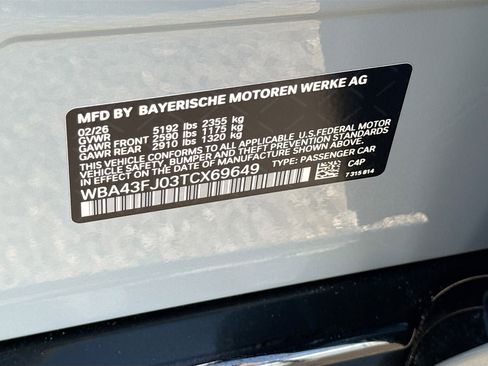 MFD BY BAYERISCHE MOTOREN WERKE AG
02/26
GVWR 5192 lbs 2355 kg
GAWR FRONT 2590 lbs 1175 kg
GAWR REAR 2910 lbs 1320 kg
THIS VEHICLE CONFORMS TO ALL APPLICABLE U.S. FEDERAL MOTOR
VEHICLE SAFETY, BUMPER AND THEFT PREVENTION STANDARDS
IN EFFECT ON THE DATE OF MANUFACTURE SHOWN ABOVE.
WBA43FJ03TCX69649 TYPE: PASSENGER CAR
C4P
7 315 814